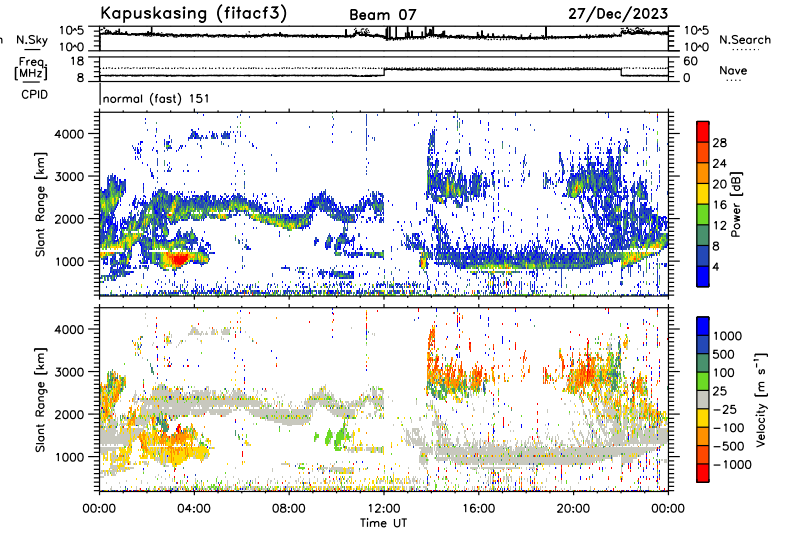 Kapuskasing (fitacf3) Beam 07 27/Dec/2023
N.Sky 10^5 10^0 10^5 10^0 N.Search
Freq. [MHz] 18 8 60 0 Nave
CPID normal (fast) 151
Slant Range [km] 4000 3000 2000 1000
28 24 20 16 12 8 4 Power [dB]
Slant Range [km] 4000 3000 2000 1000
1000 500 100 25 −25 −100 −500 −1000 Velocity [m s⁻¹]
00:00 04:00 08:00 12:00 16:00 20:00 00:00
Time UT